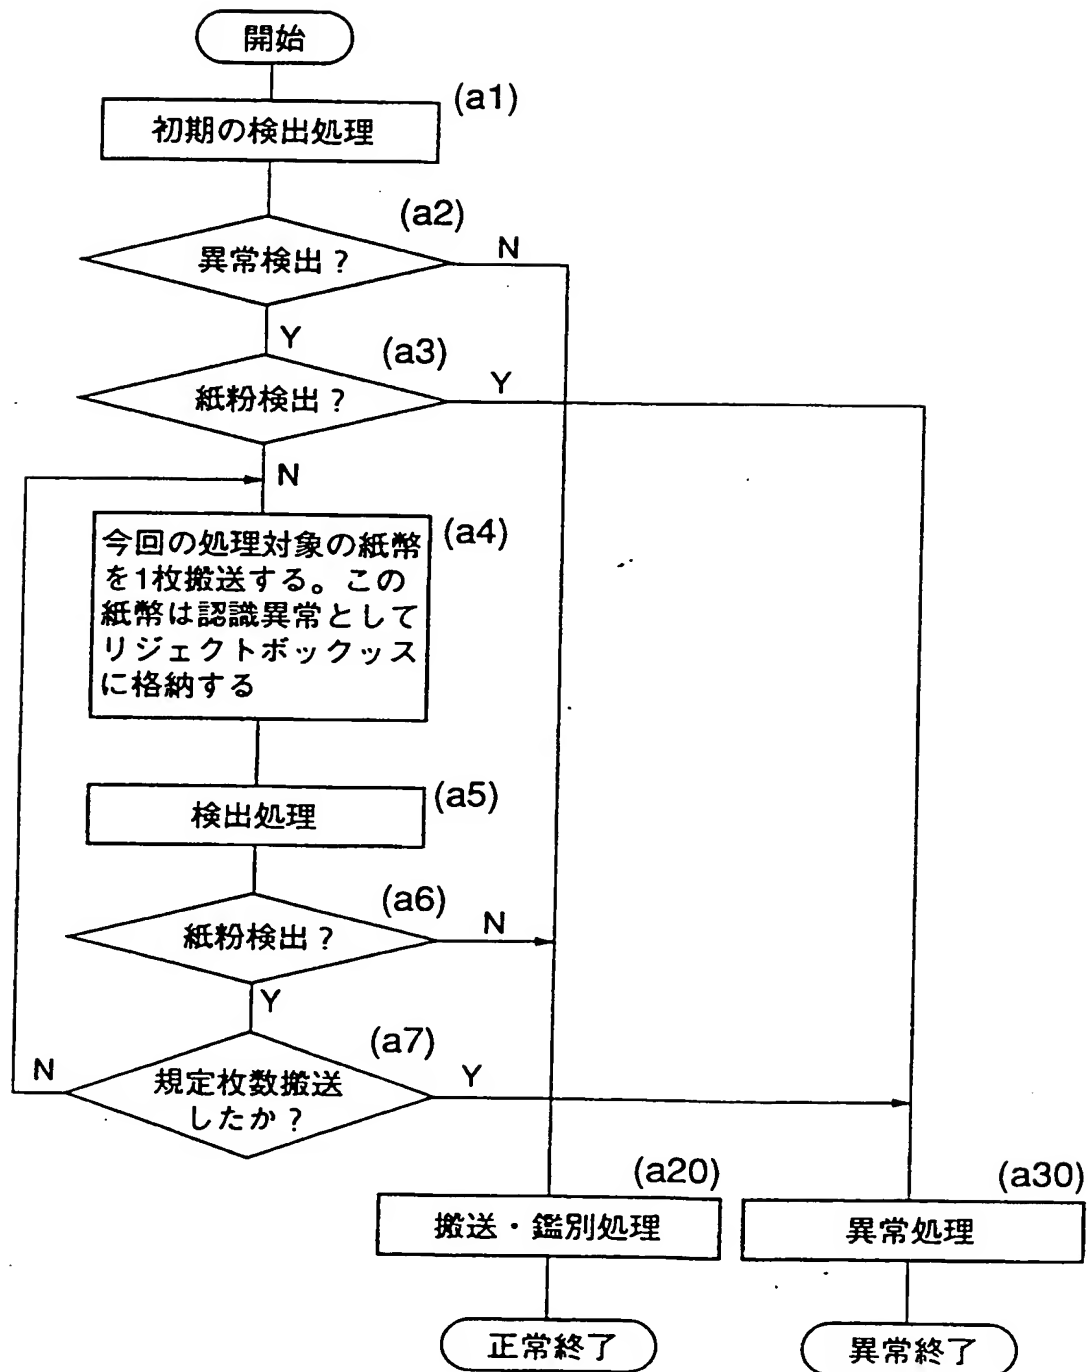 開始
(a1)
初期の検出処理
(a2)
異常検出?
N
Y
(a3)
紙粉検出?
Y
N
(a4)
今回の処理対象の紙幣
を1枚搬送する。この
紙幣は認識異常として
リジェクトボックッス
に格納する
(a5)
検出処理
(a6)
紙粉検出?
N
Y
(a7)
N
規定枚数搬送
したか?
Y
(a20)
搬送・鑑別処理
(a30)
異常処理
正常終了
異常終了